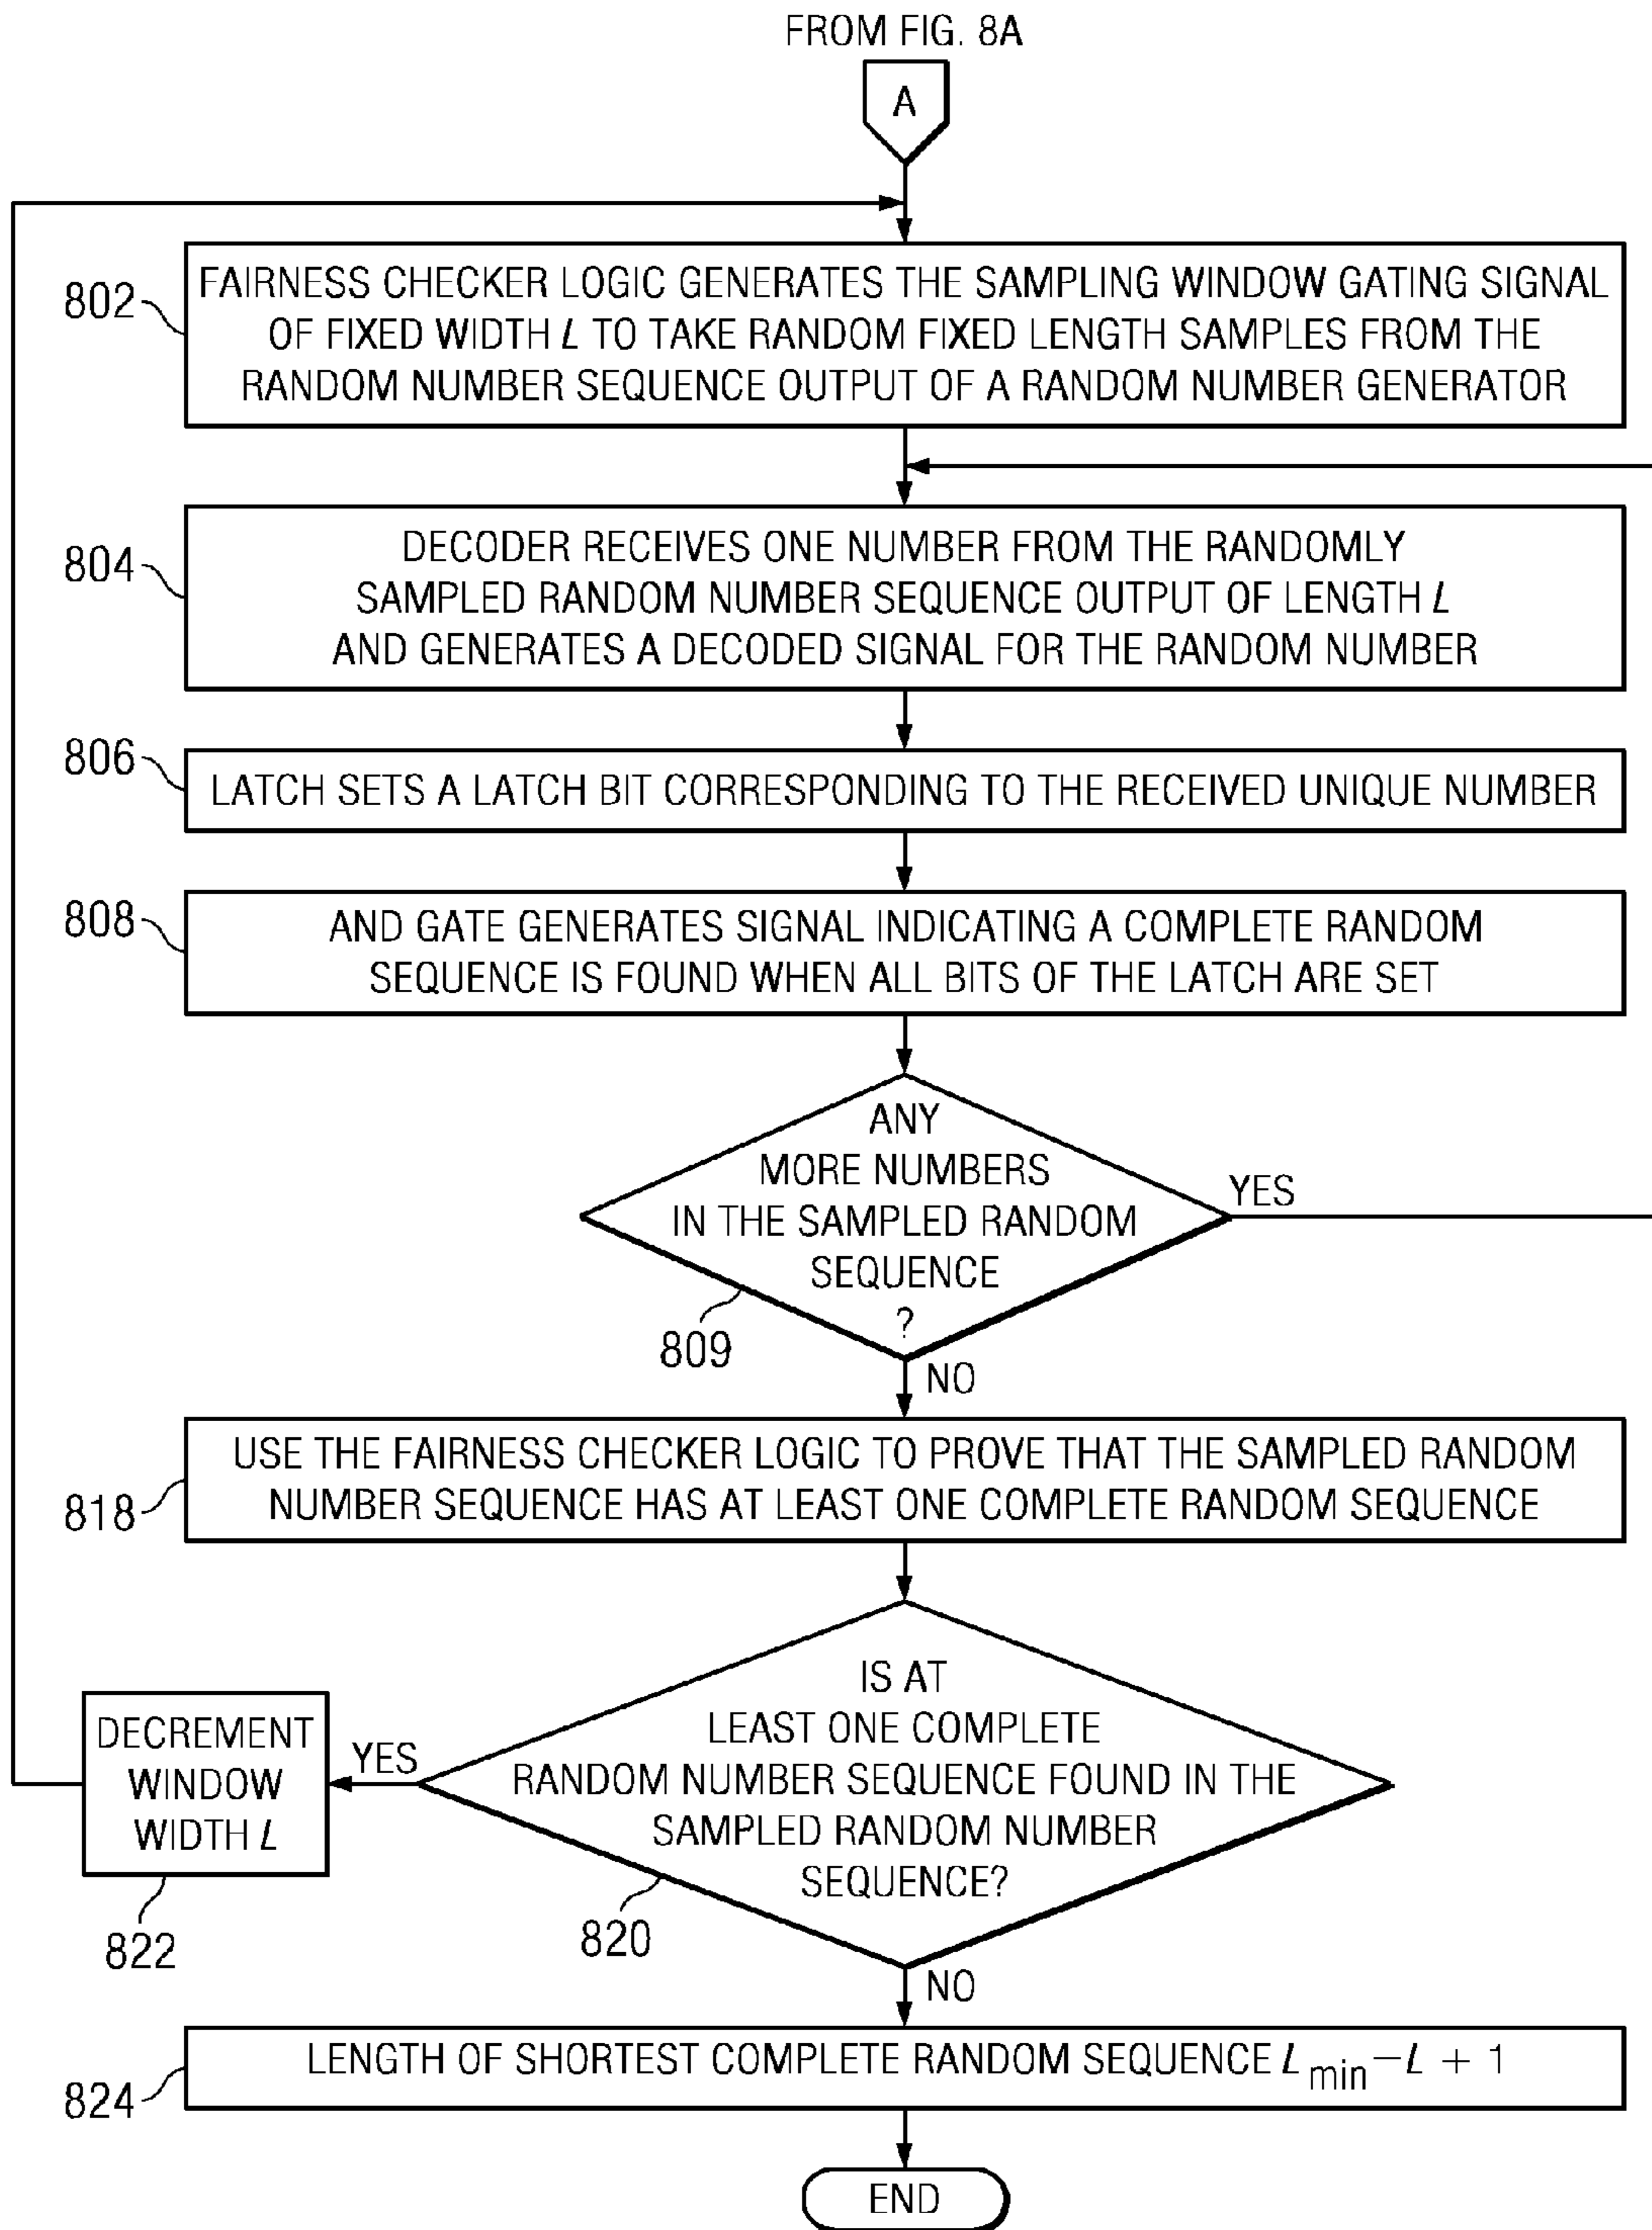 FROM FIG. 8A
A
802
FAIRNESS CHECKER LOGIC GENERATES THE SAMPLING WINDOW GATING SIGNAL
OF FIXED WIDTH L TO TAKE RANDOM FIXED LENGTH SAMPLES FROM THE
RANDOM NUMBER SEQUENCE OUTPUT OF A RANDOM NUMBER GENERATOR
804
DECODER RECEIVES ONE NUMBER FROM THE RANDOMLY
SAMPLED RANDOM NUMBER SEQUENCE OUTPUT OF LENGTH L
AND GENERATES A DECODED SIGNAL FOR THE RANDOM NUMBER
806
LATCH SETS A LATCH BIT CORRESPONDING TO THE RECEIVED UNIQUE NUMBER
808
AND GATE GENERATES SIGNAL INDICATING A COMPLETE RANDOM
SEQUENCE IS FOUND WHEN ALL BITS OF THE LATCH ARE SET
ANY
MORE NUMBERS
IN THE SAMPLED RANDOM
SEQUENCE
?
YES
809
NO
818
USE THE FAIRNESS CHECKER LOGIC TO PROVE THAT THE SAMPLED RANDOM
NUMBER SEQUENCE HAS AT LEAST ONE COMPLETE RANDOM SEQUENCE
IS AT
LEAST ONE COMPLETE
RANDOM NUMBER SEQUENCE FOUND IN THE
SAMPLED RANDOM NUMBER
SEQUENCE?
YES
DECREMENT
WINDOW
WIDTH L
822
820
NO
824
LENGTH OF SHORTEST COMPLETE RANDOM SEQUENCE Lmin–L + 1
END